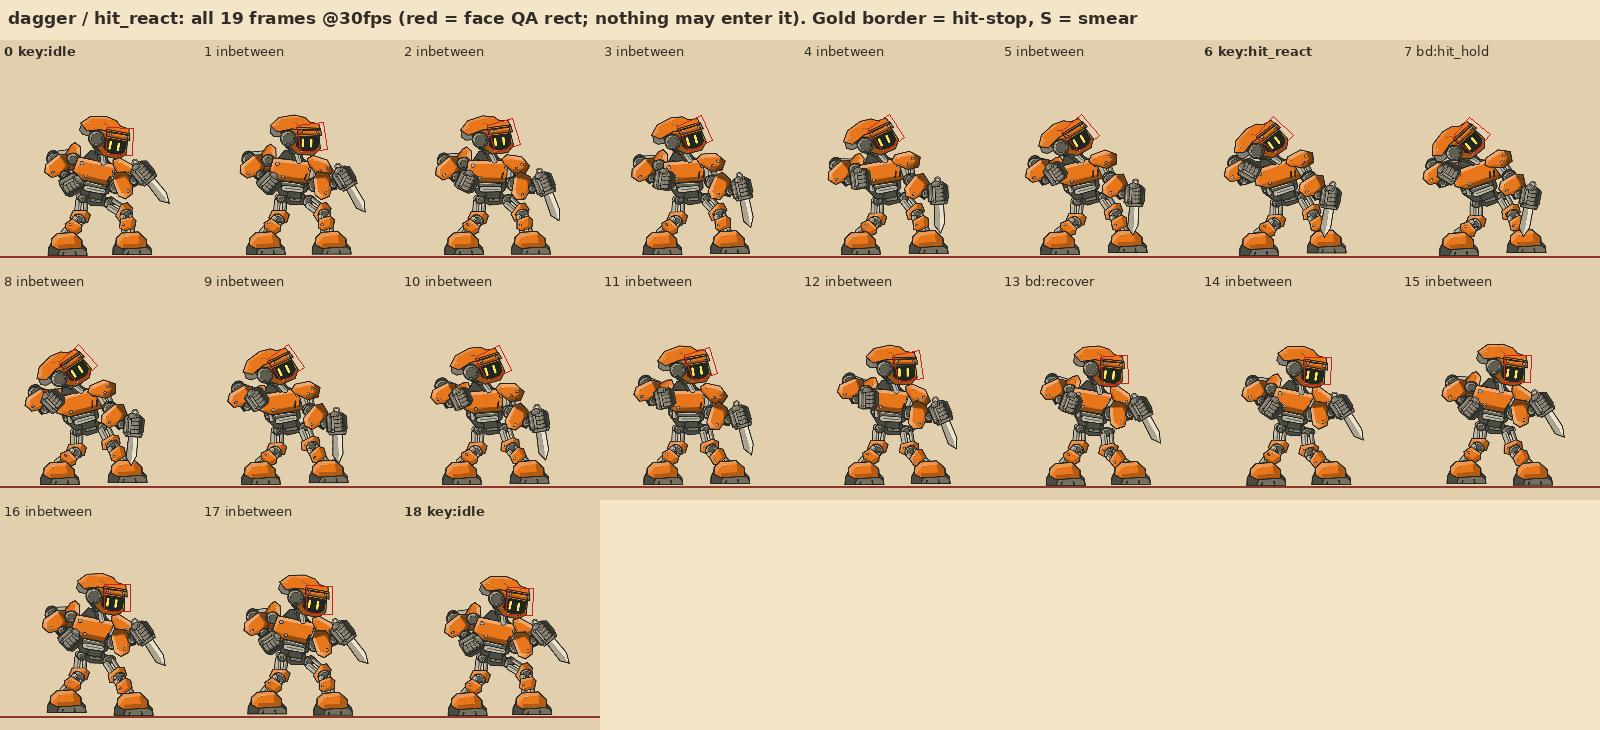 dagger / hit_react: all 19 frames @30fps (red = face QA rect; nothing may enter it). Gold border = hit-stop, S = smear
0 key:idle
1 inbetween
2 inbetween
3 inbetween
4 inbetween
5 inbetween
6 key:hit_react
7 bd:hit_hold
8 inbetween
9 inbetween
10 inbetween
11 inbetween
12 inbetween
13 bd:recover
14 inbetween
15 inbetween
16 inbetween
17 inbetween
18 key:idle